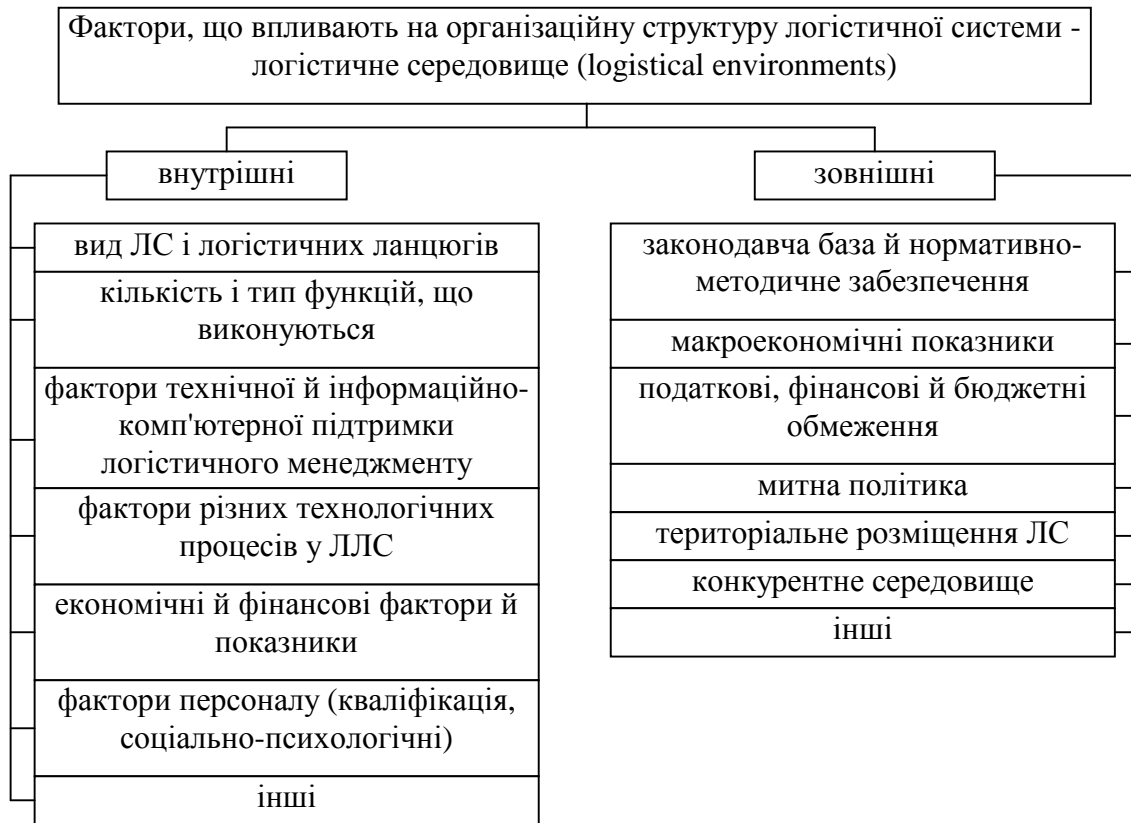 Фактори, що впливають на організаційну структуру логістичної системи -
логістичне середовище (logistical environments)
внутрішні
вид ЛС і логістичних ланцюгів
кількість і тип функцій, що
виконуються
фактори технічної й інформаційно-
комп'ютерної підтримки
логістичного менеджменту
фактори різних технологічних
процесів у ЛЛС
економічні й фінансові фактори й
показники
фактори персоналу (кваліфікація,
соціально-психологічні)
інші
зовнішні
законодавча база й нормативно-
методичне забезпечення
макроекономічні показники
податкові, фінансові й бюджетні
обмеження
митна політика
територіальне розміщення ЛС
конкурентне середовище
інші